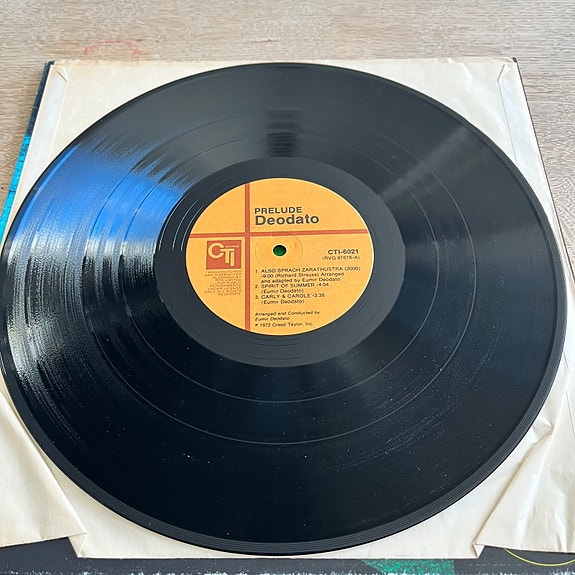 PRELUDE
Deodato
CTI
CTI-6021
(RVG 87678-A)
1. ALSO SPRACH ZARATHUSTRA (2000)
-9:00 (Richard Strauss) Arranged
and adapted by Eumir Deodato
2. SPIRIT OF SUMMER -4:04
(Eumir Deodato)
3. CARLY & CAROLE -3:38
(Eumir Deodato)
Arranged and Conducted by
Eumir Deodato
℗ 1972 Creed Taylor, Inc.